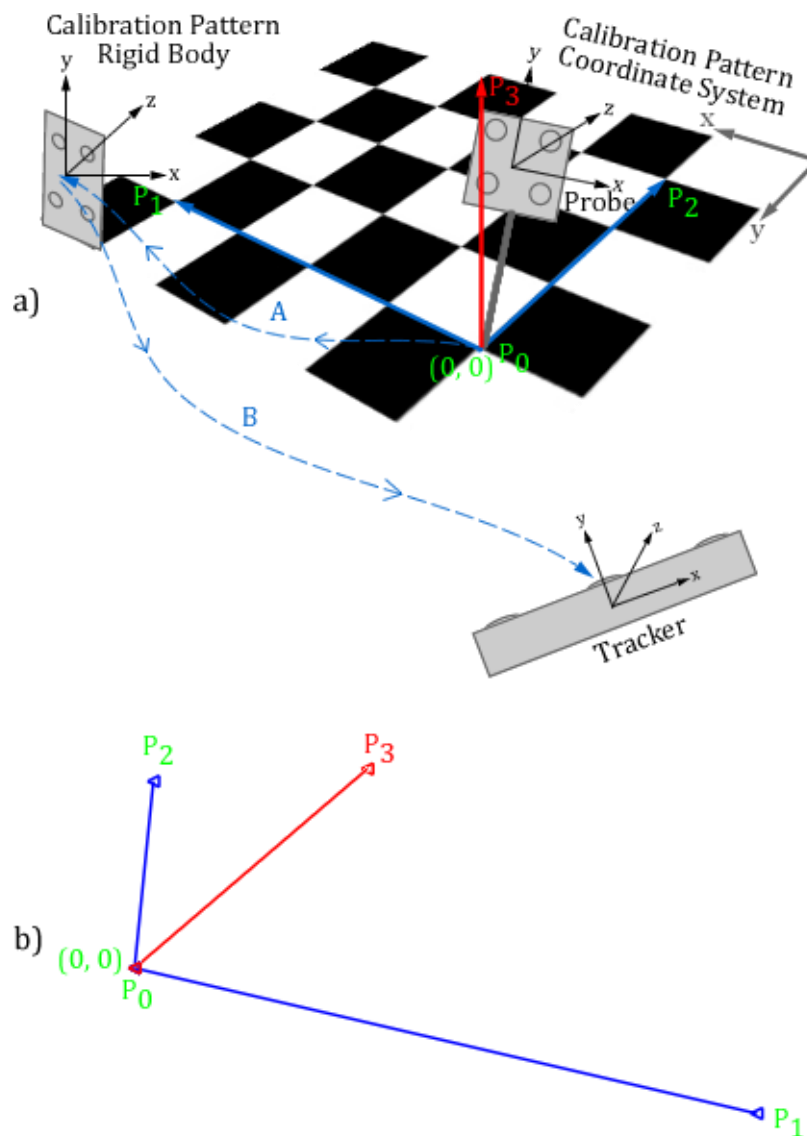 Calibration Pattern
Rigid Body
Calibration Pattern
Coordinate System
y
z
x
P1
y
P3
z
x
Probe
x
y
P2
a)
A
P0
(0, 0)
B
y
z
x
Tracker
P2
P3
b)
(0, 0)
P0
P1